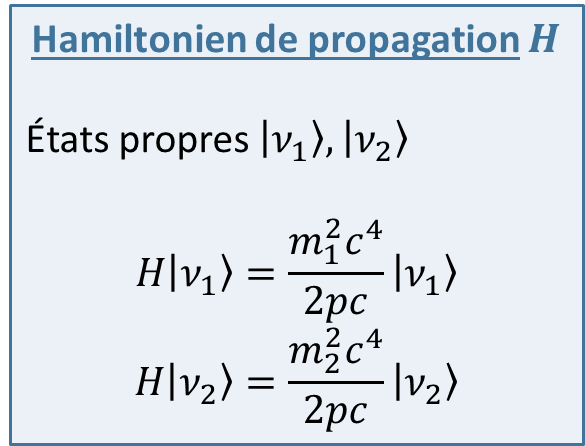 Hamiltonien de propagation H
États propres |ν₁⟩, |ν₂⟩
H|ν₁⟩ = m₁²c⁴/2pc |ν₁⟩
H|ν₂⟩ = m₂²c⁴/2pc |ν₂⟩